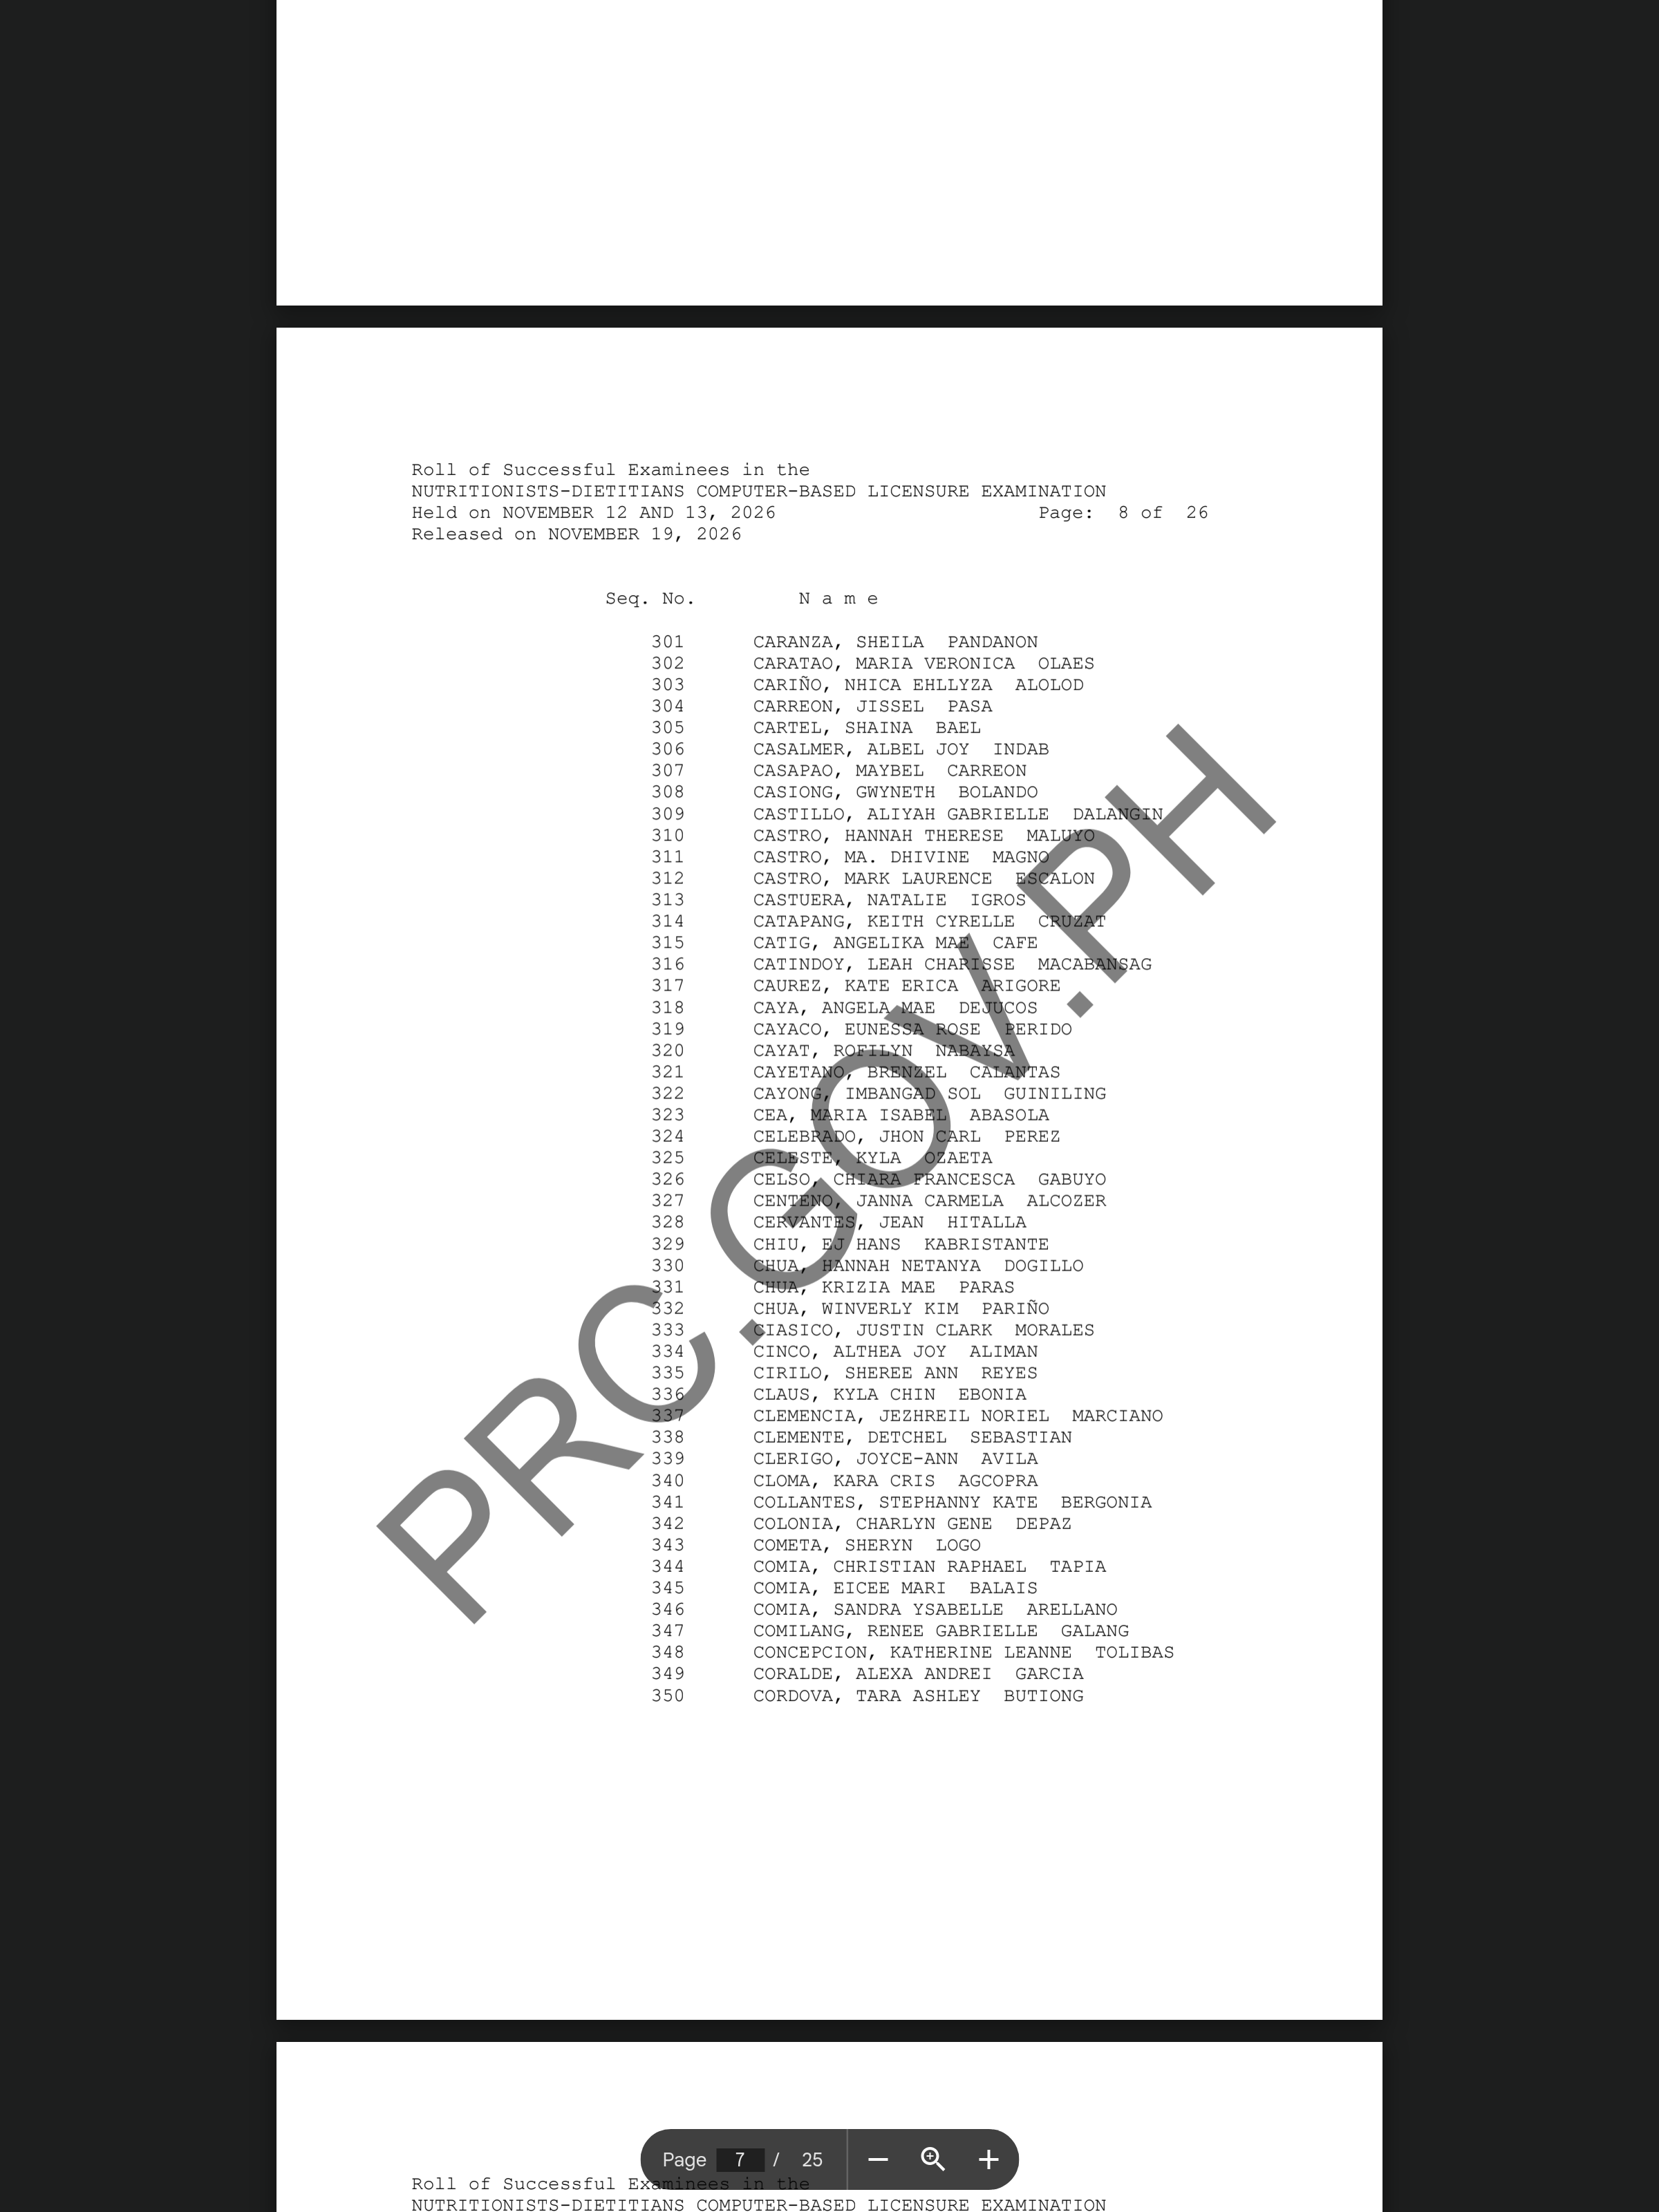 Roll of Successful Examinees in the
NUTRITIONISTS-DIETITIANS COMPUTER-BASED LICENSURE EXAMINATION
Held on NOVEMBER 12 AND 13, 2026 Page: 8 of 26
Released on NOVEMBER 19, 2026
Seq. No. N a m e
301 CARANZA, SHEILA PANDANON
302 CARATAO, MARIA VERONICA OLAES
303 CARIÑO, NHICA EHLLYZA ALOLOD
304 CARREON, JISSEL PASA
305 CARTEL, SHAINA BAEL
306 CASALMER, ALBEL JOY INDAB
307 CASAPAO, MAYBEL CARREON
308 CASIONG, GWYNETH BOLANDO
309 CASTILLO, ALIYAH GABRIELLE DALANGIN
310 CASTRO, HANNAH THERESE MALUYO
311 CASTRO, MA. DHIVINE MAGNO
312 CASTRO, MARK LAURENCE ESCALON
313 CASTUERA, NATALIE IGROS
314 CATAPANG, KEITH CYRELLE CRUZAT
315 CATIG, ANGELIKA MAE CAFE
316 CATINDOY, LEAH CHARISSE MACABANSAG
317 CAUREZ, KATE ERICA ARIGORE
318 CAYA, ANGELA MAE DEJUCOS
319 CAYACO, EUNESSA ROSE PERIDO
320 CAYAT, ROFILYN NABAYSA
321 CAYETANO, BRENZEL CALANTAS
322 CAYONG, IMBANGAD SOL GUINILING
323 CEA, MARIA ISABEL ABASOLA
324 CELEBRADO, JHON CARL PEREZ
325 CELESTE, KYLA OZAETA
326 CELSO, CHIARA FRANCESCA GABUYO
327 CENTENO, JANNA CARMELA ALCOZER
328 CERVANTES, JEAN HITALLA
329 CHIU, EJ HANS KABRISTANTE
330 CHUA, HANNAH NETANYA DOGILLO
331 CHUA, KRIZIA MAE PARAS
332 CHUA, WINVERLY KIM PARIÑO
333 CIASICO, JUSTIN CLARK MORALES
334 CINCO, ALTHEA JOY ALIMAN
335 CIRILO, SHEREE ANN REYES
336 CLAUS, KYLA CHIN EBONIA
337 CLEMENCIA, JEZHREIL NORIEL MARCIANO
338 CLEMENTE, DETCHEL SEBASTIAN
339 CLERIGO, JOYCE-ANN AVILA
340 CLOMA, KARA CRIS AGCOPRA
341 COLLANTES, STEPHANNY KATE BERGONIA
342 COLONIA, CHARLYN GENE DEPAZ
343 COMETA, SHERYN LOGO
344 COMIA, CHRISTIAN RAPHAEL TAPIA
345 COMIA, EICEE MARI BALAIS
346 COMIA, SANDRA YSABELLE ARELLANO
347 COMILANG, RENEE GABRIELLE GALANG
348 CONCEPCION, KATHERINE LEANNE TOLIBAS
349 CORALDE, ALEXA ANDREI GARCIA
350 CORDOVA, TARA ASHLEY BUTIONG
PRC.GOV.PH
Page 7 / 25
Roll of Successful Examinees in the
NUTRITIONISTS-DIETITIANS COMPUTER-BASED LICENSURE EXAMINATION